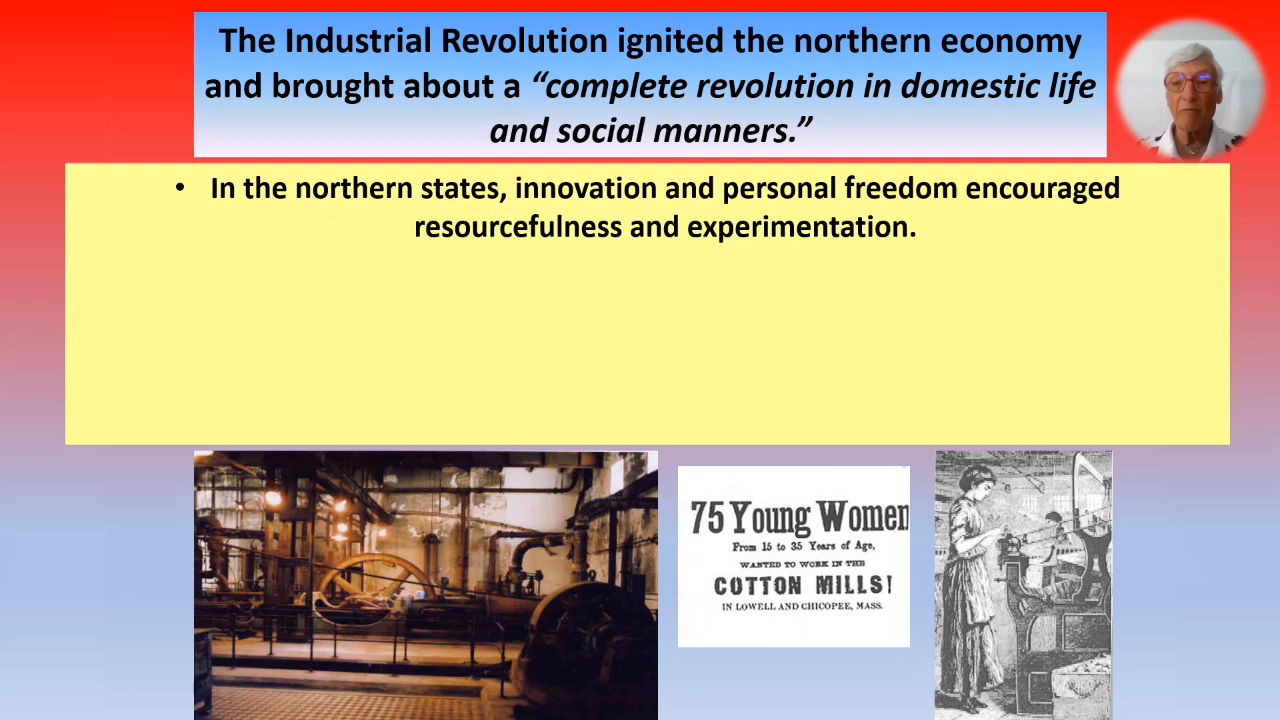 The Industrial Revolution ignited the northern economy
and brought about a “complete revolution in domestic life
and social manners.”
• In the northern states, innovation and personal freedom encouraged
resourcefulness and experimentation.
75 Young Women
From 15 to 35 Years of Age,
WANTED TO WORK IN THE
COTTON MILLS!
IN LOWELL AND CHICOPEE, MASS.